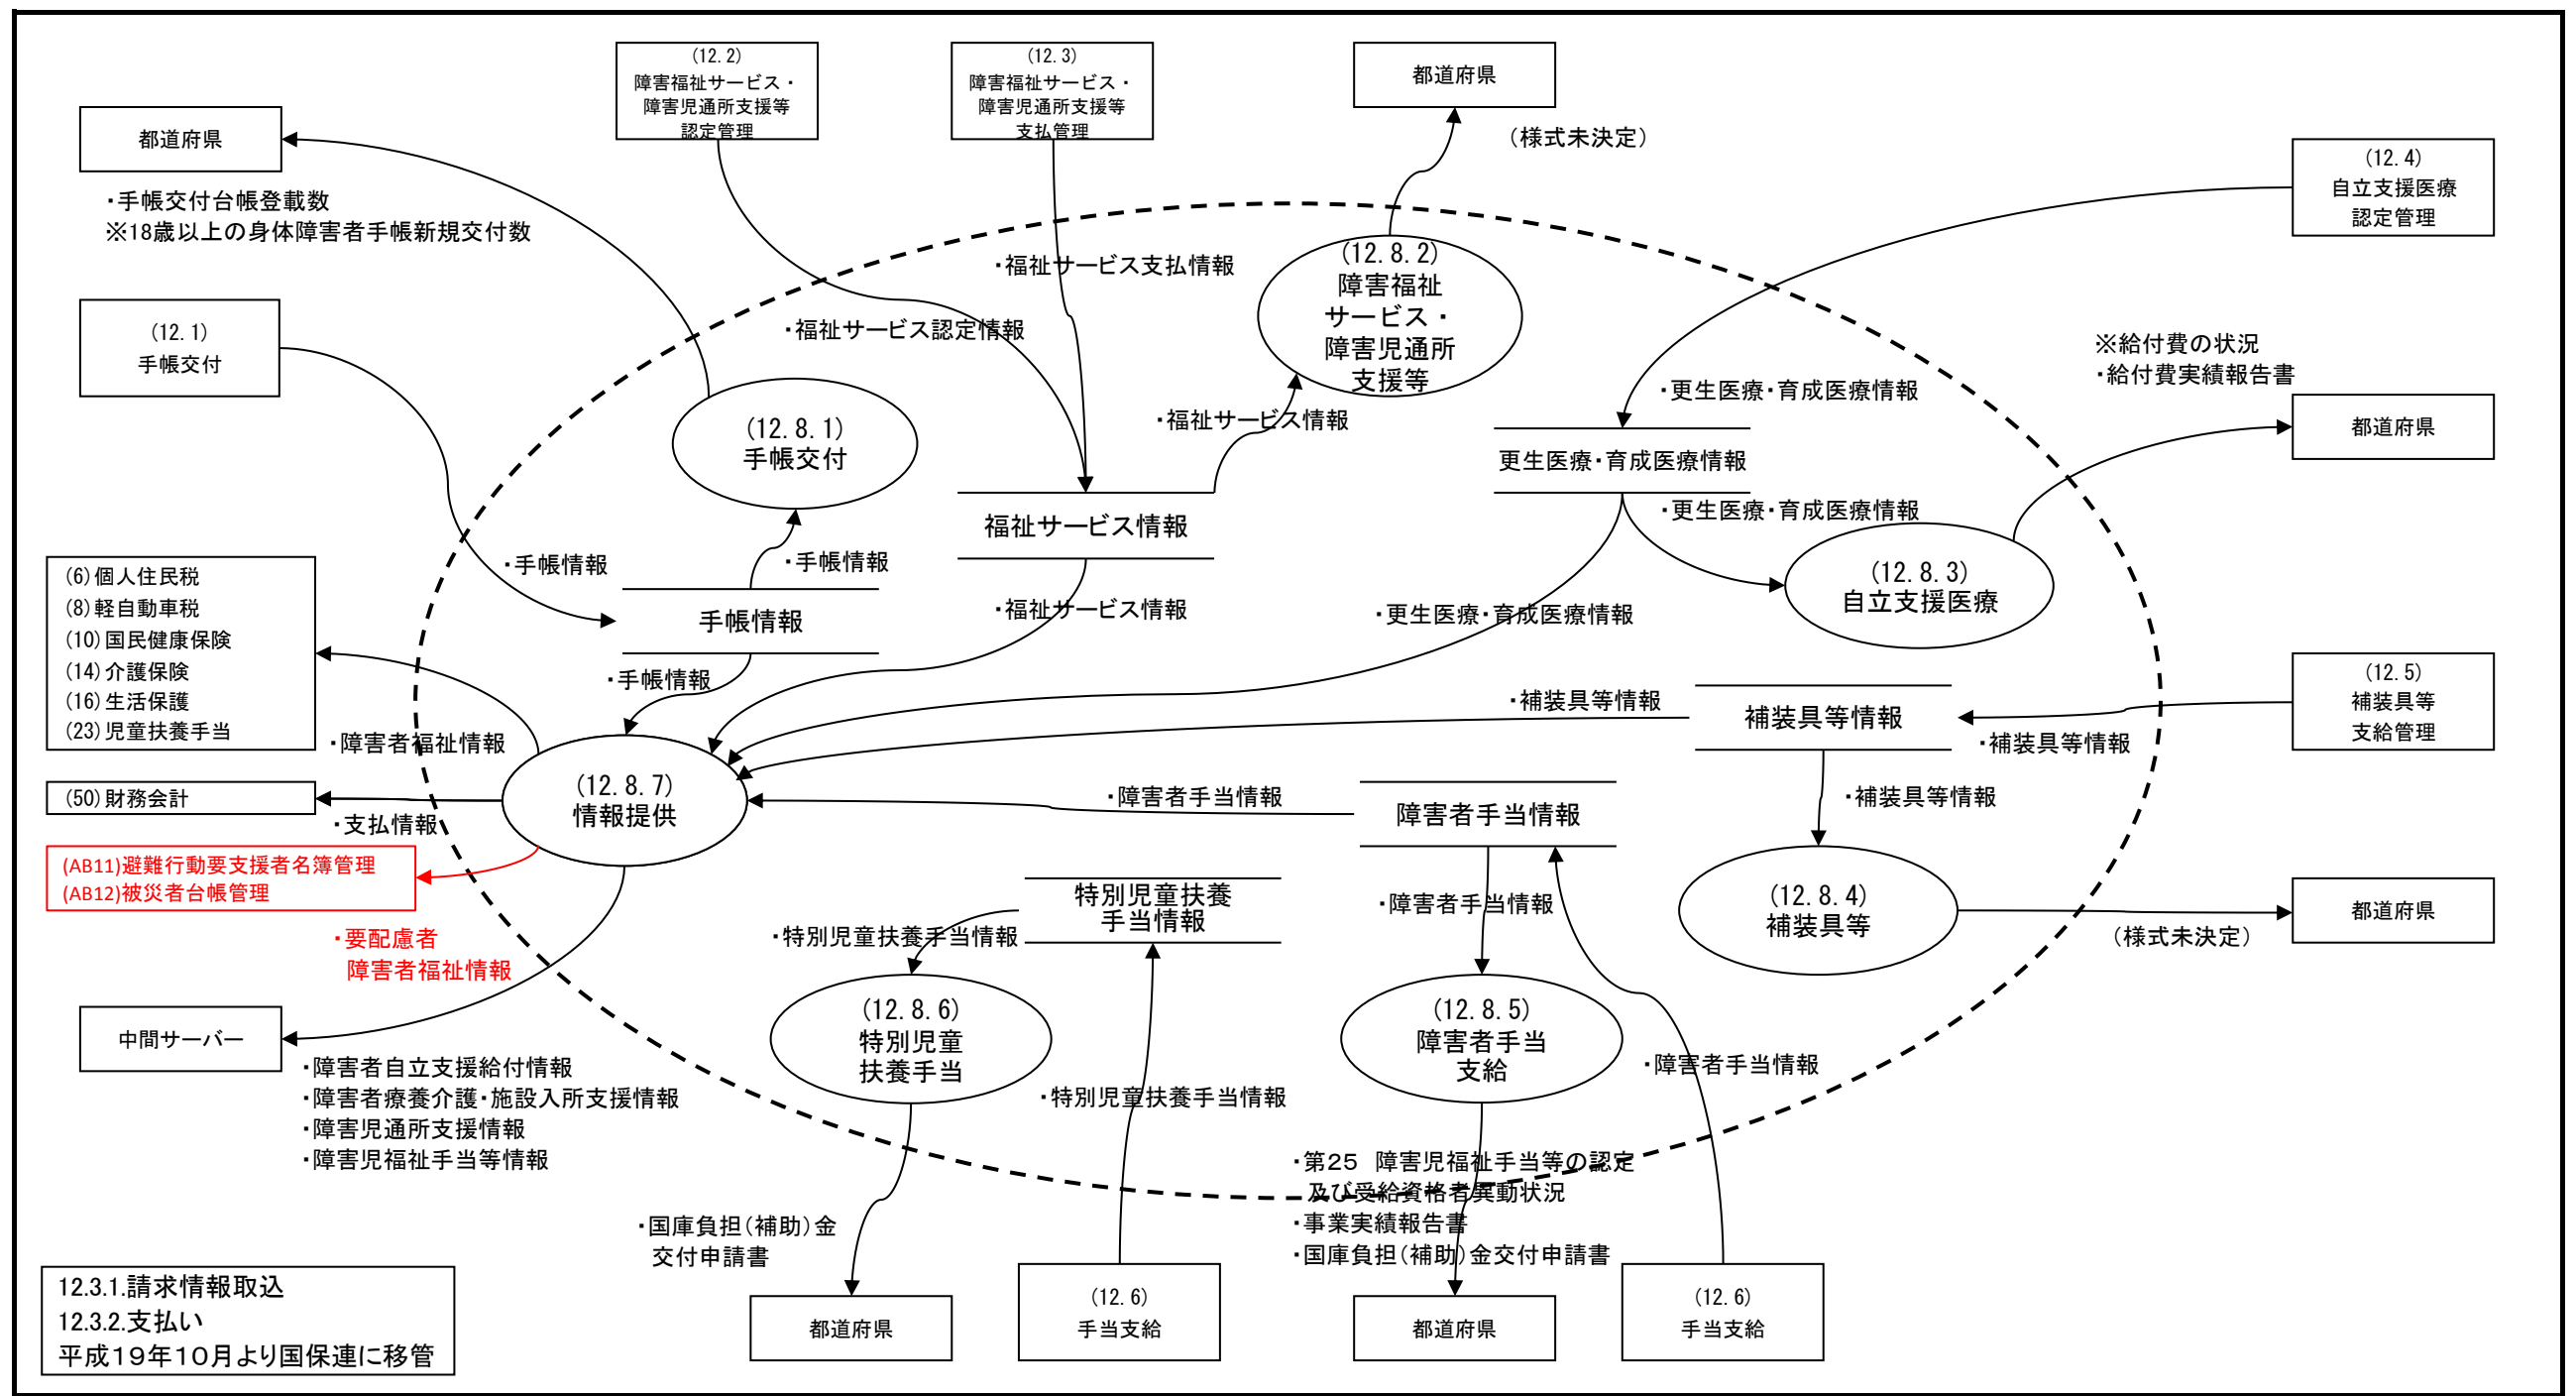 (12.2)
障害福祉サービス・
障害児通所支援等
認定管理
(12.3)
障害福祉サービス・
障害児通所支援等
支払管理
都道府県
(様式未決定)
都道府県
・手帳交付台帳登載数
※18歳以上の身体障害者手帳新規交付数
(12.4)
自立支援医療
認定管理
(12.1)
手帳交付
・福祉サービス支払情報
・福祉サービス認定情報
(12.8.2)
障害福祉
サービス・
障害児通所
支援等
※給付費の状況
・給付費実績報告書
都道府県
・更生医療・育成医療情報
・福祉サービス情報
(12.8.1)
手帳交付
更生医療・育成医療情報
・更生医療・育成医療情報
福祉サービス情報
・手帳情報
・手帳情報
(12.8.3)
自立支援医療
(6)個人住民税
(8)軽自動車税
(10)国民健康保険
(14)介護保険
(16)生活保護
(23)児童扶養手当
手帳情報
・福祉サービス情報
・更生医療・育成医療情報
・手帳情報
・補装具等情報
補装具等情報
(12.5)
補装具等
支給管理
・補装具等情報
・障害者福祉情報
(50)財務会計
・支払情報
(12.8.7)
情報提供
・障害者手当情報
障害者手当情報
・補装具等情報
(AB11)避難行動要支援者名簿管理
(AB12)被災者台帳管理
・要配慮者
障害者福祉情報
特別児童扶養
手当情報
・特別児童扶養手当情報
・障害者手当情報
(12.8.4)
補装具等
都道府県
(様式未決定)
中間サーバー
・障害者自立支援給付情報
・障害者療養介護・施設入所支援情報
・障害児通所支援情報
・障害児福祉手当等情報
(12.8.6)
特別児童
扶養手当
(12.8.5)
障害者手当
支給
・障害者手当情報
・特別児童扶養手当情報
・第25 障害児福祉手当等の認定
及び受給資格者異動状況
・事業実績報告書
・国庫負担(補助)金交付申請書
・国庫負担(補助)金
交付申請書
12.3.1.請求情報取込
12.3.2.支払い
平成19年10月より国保連に移管
都道府県
(12.6)
手当支給
都道府県
(12.6)
手当支給